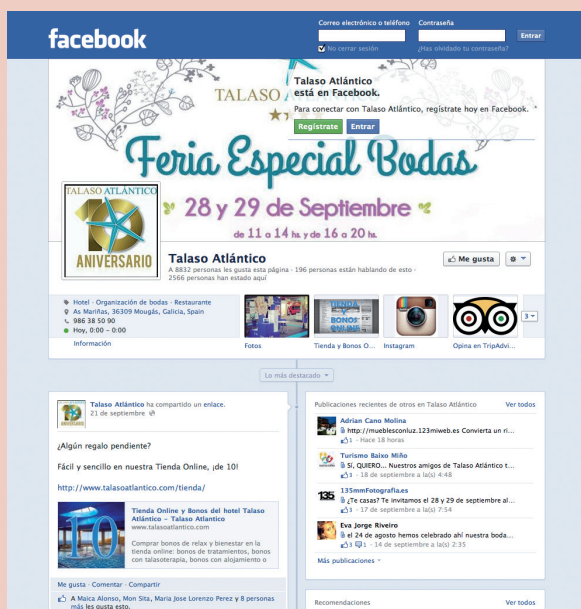 facebook
Correo electrónico o teléfono
Contraseña
Entrar
No cerrar sesión
¿Has olvidado tu contraseña?
TALASO
Talaso Atlántico
está en Facebook.
Para conectar con Talaso Atlántico, regístrate hoy en Facebook.
Regístrate
Entrar
Feria Especial Bodas
28 y 29 de Septiembre
de 11 a 14 hs. y de 16 a 20 hs.
TALASO ATLÁNTICO
10
ANIVERSARIO
Talaso Atlántico
A 8832 personas les gusta esta página · 196 personas están hablando de esto ·
2566 personas han estado aquí
Me gusta
Hotel · Organización de bodas · Restaurante
As Mariñas, 36309 Mougás, Galicia, Spain
986 38 50 90
Hoy, 0:00 – 0:00
Información
TIENDA
Y
BONOS
Fotos
Tienda y Bonos O...
Instagram
Opina en TripAdvi...
3
Lo más destacado
Talaso Atlántico ha compartido un enlace.
21 de septiembre
¿Algún regalo pendiente?
Fácil y sencillo en nuestra Tienda Online, ¡de 10!
http://www.talasoatlantico.com/tienda/
Tienda Online y Bonos del hotel Talaso
Atlántico – Talaso Atlantico
www.talasoatlantico.com
Comprar bonos de relax y bienestar en la
tienda online: bonos de tratamientos, bonos
con talasoterapia, bonos con alojamiento o
Me gusta · Comentar · Compartir
A Maica Alonso, Mon Sita, Maria Jose Lorenzo Perez y 8 personas
más les gusta esto.
Publicaciones recientes de otros en Talaso Atlántico
Ver todos
Adrian Cano Molina
http://mueblesconluz.123miweb.es Convierta un ri...
1 · Hace 18 horas
Turismo Baixo Miño
SÍ, QUIERO... Nuestros amigos de Talaso Atlántico t...
3 · 18 de septiembre a la(s) 4:48
135
135mmFotografia.es
¿Te casas? Te invitamos el 28 y 29 de septiembre al...
3 · 17 de septiembre a la(s) 7:54
Eva Jorge Riveiro
el 24 de agosto hemos celebrado ahí nuestra boda...
3 1 · 14 de septiembre a la(s) 2:35
Más publicaciones
Recomendaciones
Ver todos